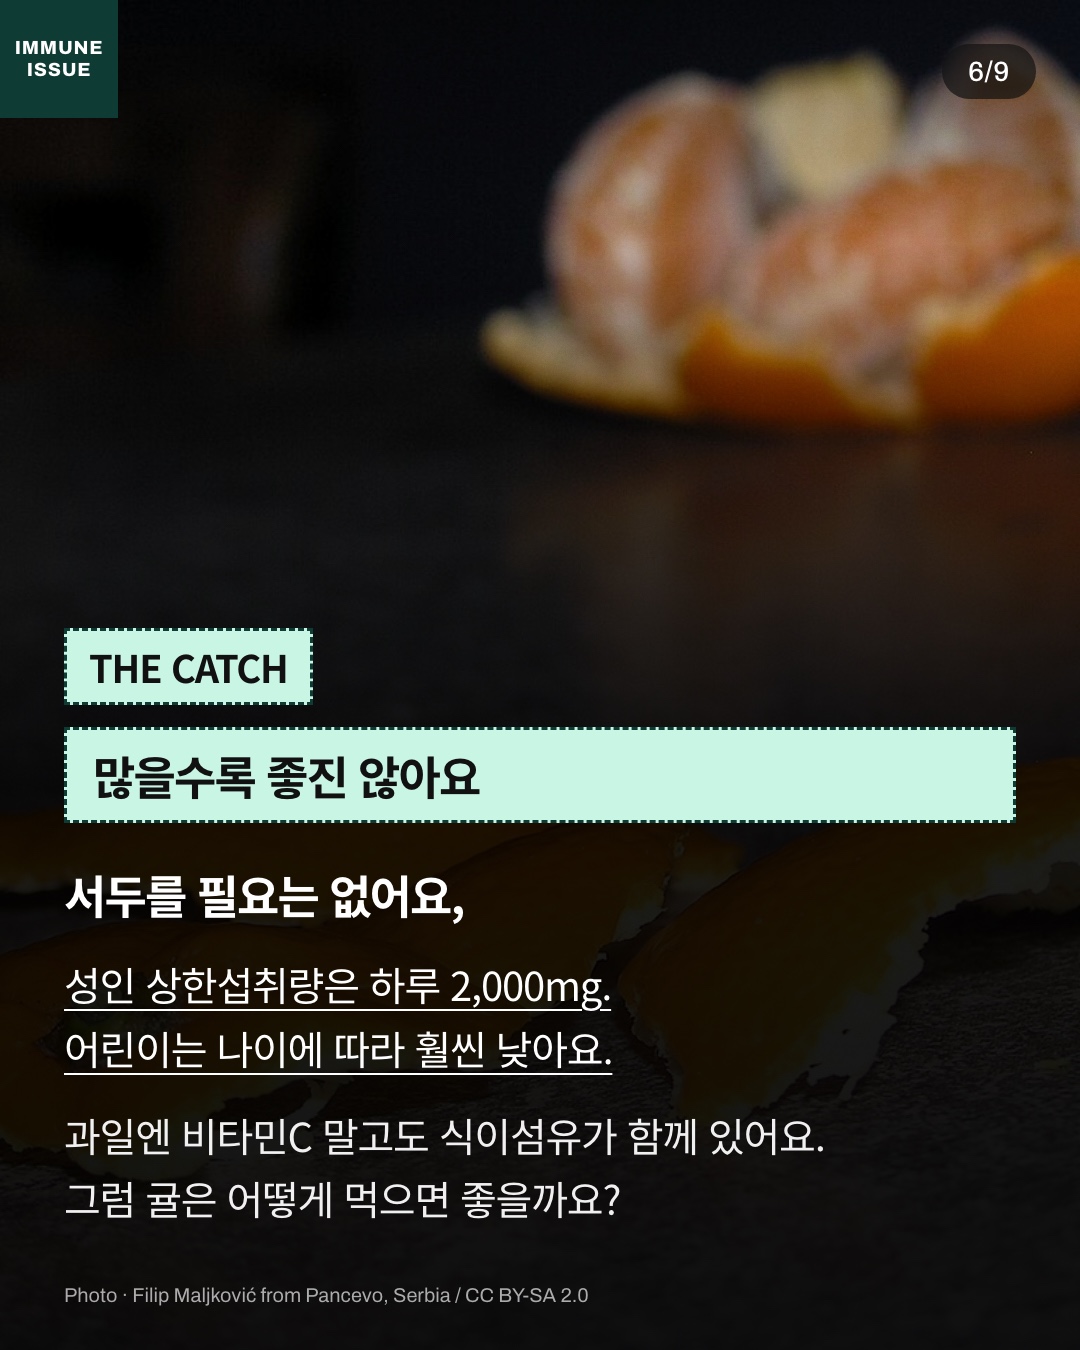 IMMUNE
ISSUE
6/9
THE CATCH
많을수록 좋진 않아요
서두를 필요는 없어요,
성인 상한섭취량은 하루 2,000mg.
어린이는 나이에 따라 훨씬 낮아요.
과일엔 비타민C 말고도 식이섬유가 함께 있어요.
그럼 귤은 어떻게 먹으면 좋을까요?
Photo · Filip Maljković from Pancevo, Serbia / CC BY-SA 2.0